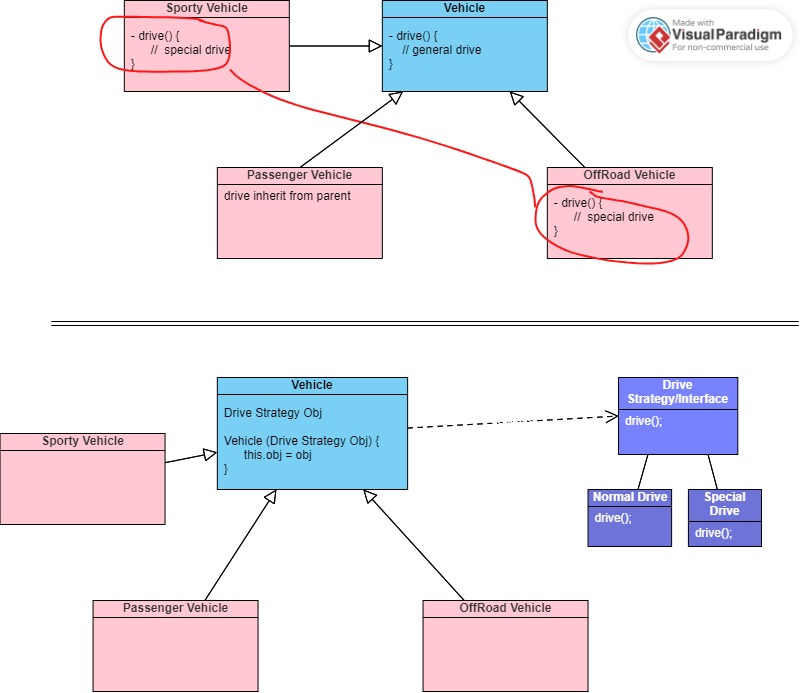 Sporty Vehicle
- drive() {
// special drive
}
Vehicle
- drive() {
// general drive
}
Made with
VisualParadigm
For non-commercial use
Passenger Vehicle
drive inherit from parent
OffRoad Vehicle
- drive() {
// special drive
}
Vehicle
Drive Strategy Obj
Vehicle (Drive Strategy Obj) {
this.obj = obj
}
Drive
Strategy/Interface
drive();
Sporty Vehicle
Normal Drive
drive();
Special
Drive
drive();
Passenger Vehicle
OffRoad Vehicle